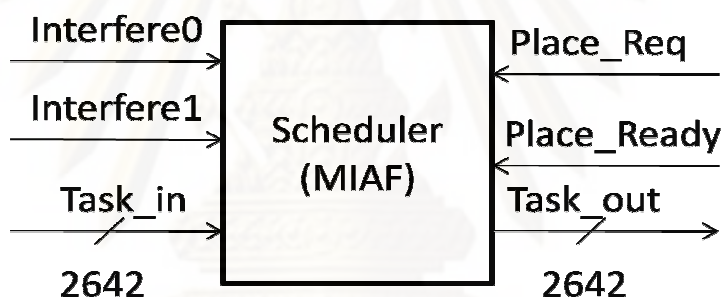 Interfere0
Interfere1
Task_in
2642
Scheduler
(MIAF)
Place_Req
Place_Ready
Task_out
2642